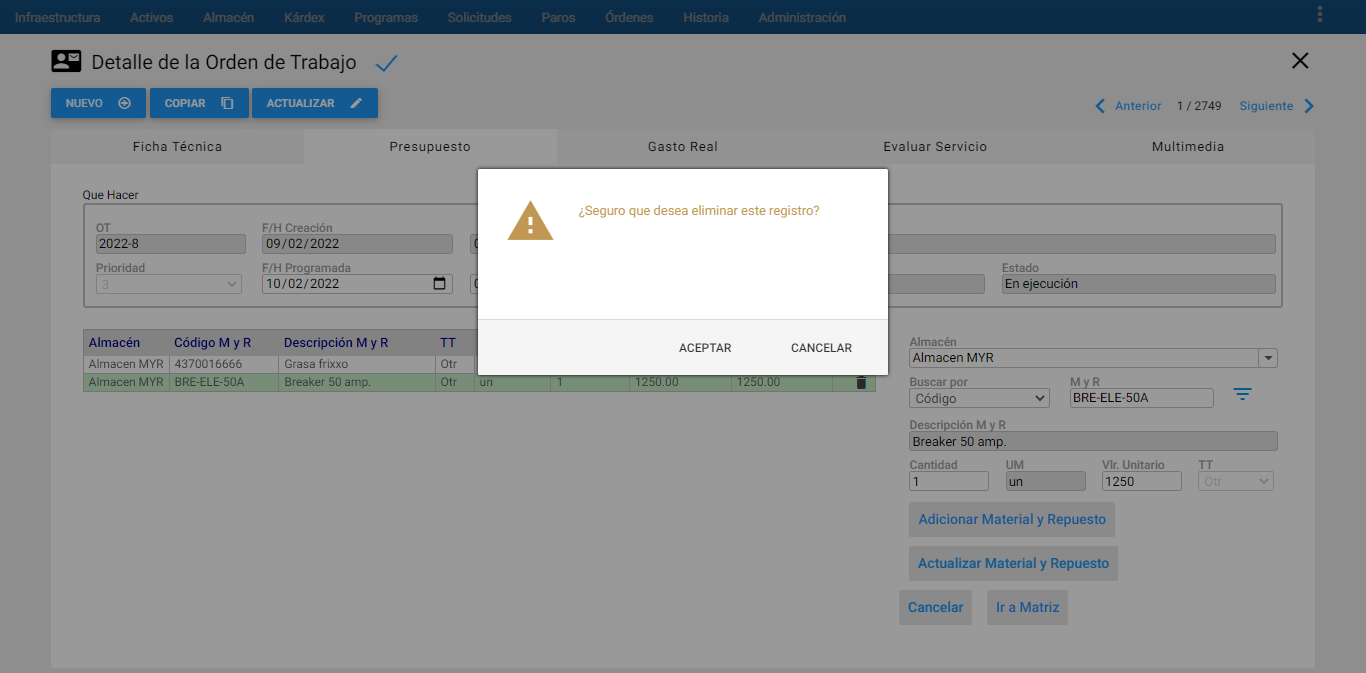 Infraestructura Activos Almacén Kárdex Programas Solicitudes Paros Órdenes Historia Administración
Detalle de la Orden de Trabajo
NUEVO COPIAR ACTUALIZAR
Anterior 1 / 2749 Siguiente
Ficha Técnica Presupuesto Gasto Real Evaluar Servicio Multimedia
Que Hacer
¿Seguro que desea eliminar este registro?
ACEPTAR CANCELAR
OT F/H Creación
2022-8 09/02/2022
Prioridad F/H Programada Estado
3 10/02/2022 En ejecución
Almacén Código M y R Descripción M y R TT
Almacen MYR 4370016666 Grasa frixxo Otr
Almacen MYR BRE-ELE-50A Breaker 50 amp. Otr un 1 1250.00 1250.00
Almacén
Almacen MYR
Buscar por M y R
Código BRE-ELE-50A
Descripción M y R
Breaker 50 amp.
Cantidad UM Vlr. Unitario TT
1 un 1250 Otr
Adicionar Material y Repuesto
Actualizar Material y Repuesto
Cancelar Ir a Matriz